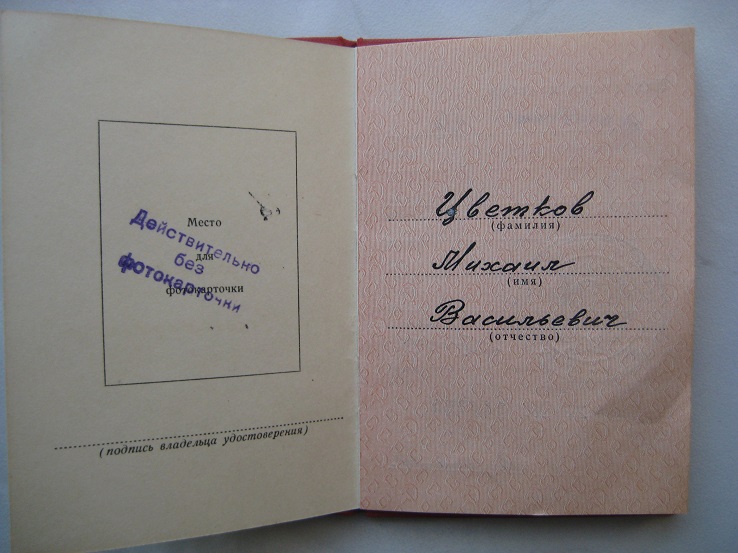 Место
для
фотокарточки
Действительно
без
фотокарточки
(подпись владельца удостоверения)
Цветков
(фамилия)
Михаил
(имя)
Васильевич
(отчество)